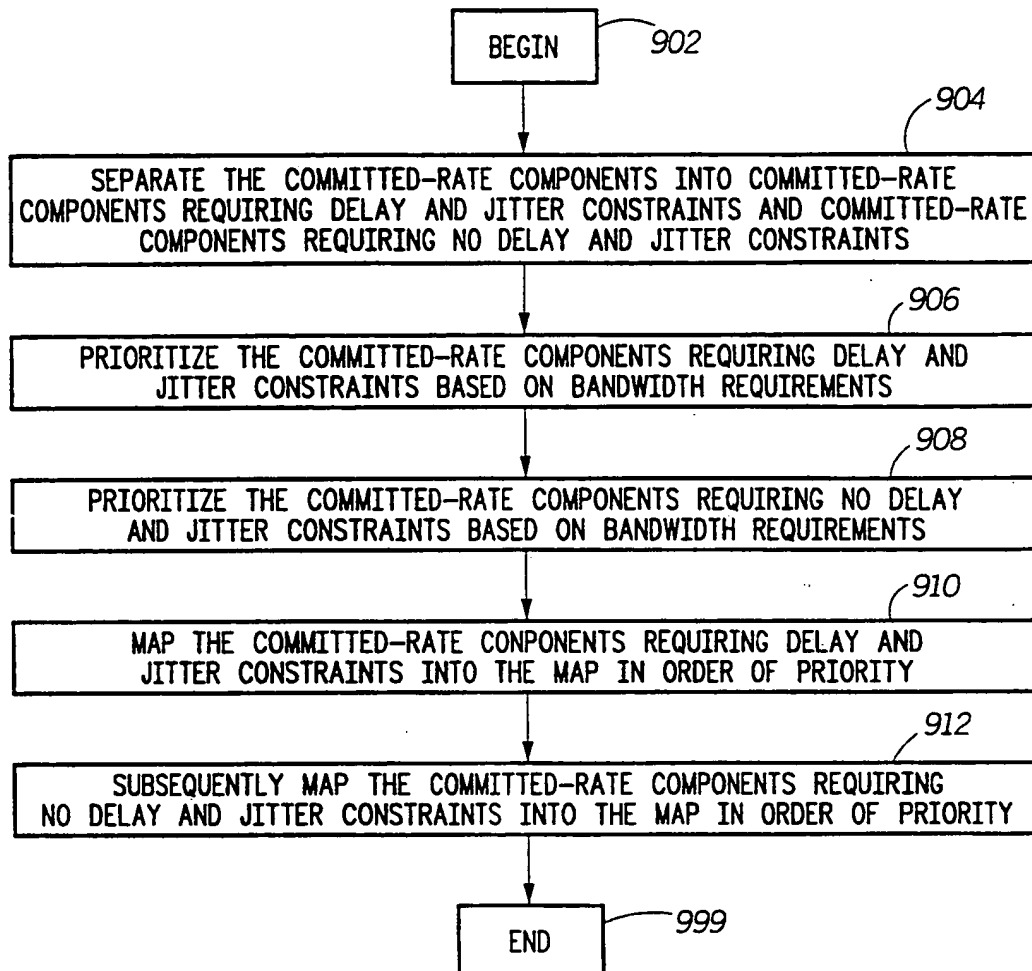 BEGIN
902
904
SEPARATE THE COMMITTED-RATE COMPONENTS INTO COMMITTED-RATE
COMPONENTS REQUIRING DELAY AND JITTER CONSTRAINTS AND COMMITTED-RATE
COMPONENTS REQUIRING NO DELAY AND JITTER CONSTRAINTS
906
PRIORITIZE THE COMMITTED-RATE COMPONENTS REQUIRING DELAY AND
JITTER CONSTRAINTS BASED ON BANDWIDTH REQUIREMENTS
908
PRIORITIZE THE COMMITTED-RATE COMPONENTS REQUIRING NO DELAY
AND JITTER CONSTRAINTS BASED ON BANDWIDTH REQUIREMENTS
910
MAP THE COMMITTED-RATE CONPONENTS REQUIRING DELAY AND
JITTER CONSTRAINTS INTO THE MAP IN ORDER OF PRIORITY
912
SUBSEQUENTLY MAP THE COMMITTED-RATE COMPONENTS REQUIRING
NO DELAY AND JITTER CONSTRAINTS INTO THE MAP IN ORDER OF PRIORITY
END
999